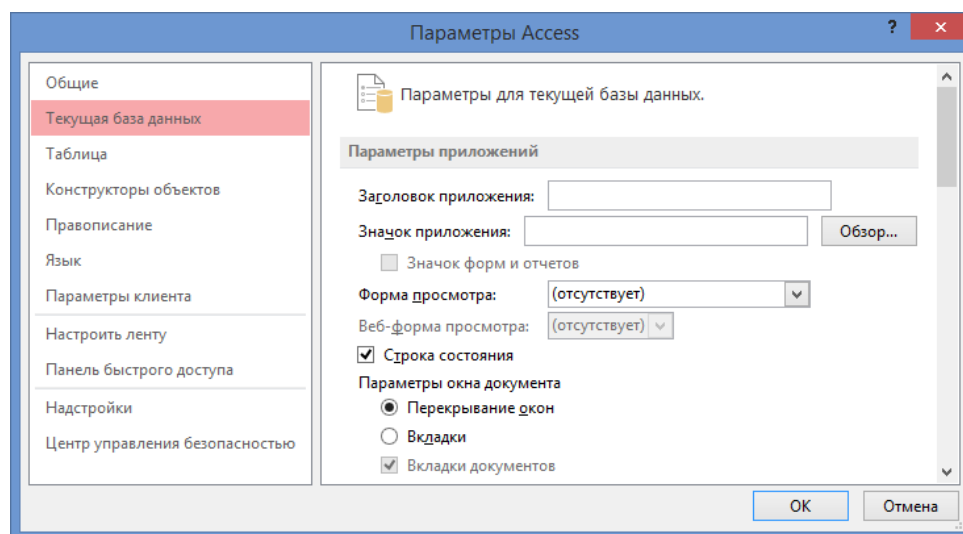 Параметры Access
?
×
Общие
Текущая база данных
Таблица
Конструкторы объектов
Правописание
Язык
Параметры клиента
Настроить ленту
Панель быстрого доступа
Надстройки
Центр управления безопасностью
Параметры для текущей базы данных.
Параметры приложений
Заголовок приложения:
Значок приложения: Обзор...
Значок форм и отчетов
Форма просмотра: (отсутствует)
Веб-форма просмотра: (отсутствует)
Строка состояния
Параметры окна документа
Перекрывание окон
Вкладки
Вкладки документов
ОК Отмена